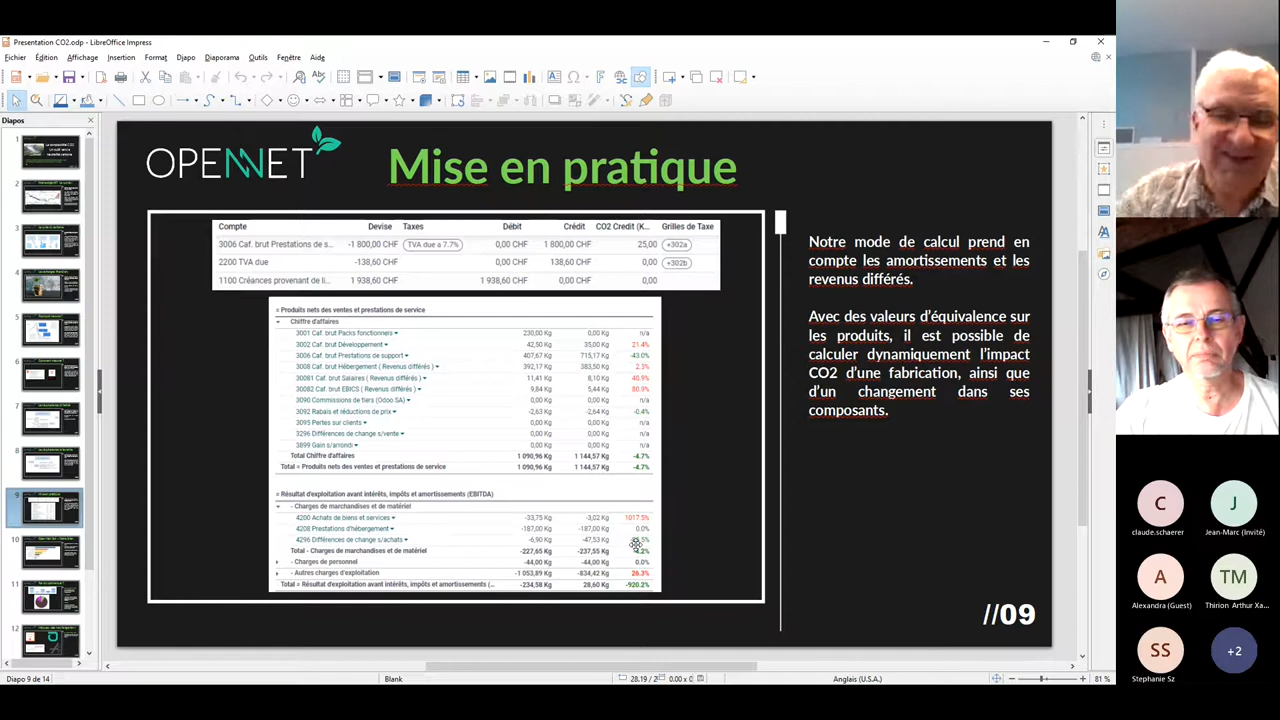 Presentation CO2.odp - LibreOffice Impress
Fichier Édition Affichage Insertion Format Diapo Diaporama Outils Fenêtre Aide
Diapos
OPENNET
Mise en pratique
Compte Devise Taxes Débit Crédit CO2 Credit (K... Grilles de Taxe
3006 Caf. brut Prestations de s... -1 800,00 CHF TVA due a 7.7% 0,00 CHF 1 800,00 CHF 25,00 +302a
2200 TVA due -138,60 CHF 0,00 CHF 138,60 CHF 0,00 +302b
1100 Créances provenant de li... 1 938,60 CHF 1 938,60 CHF 0,00 CHF 0,00
= Produits nets des ventes et prestations de service
Chiffre d'affaires
3001 Caf. brut Packs fonctionnels 230,00 Kg 0,00 Kg n/a
3002 Caf. brut Développement 42,50 Kg 35,00 Kg 21.4%
3006 Caf. brut Prestations de support 407,67 Kg 715,17 Kg -43.0%
3008 Caf. brut Hébergement ( Revenus différés ) 392,17 Kg 383,50 Kg 2.3%
30081 Caf. brut Salaires ( Revenus différés ) 11,41 Kg 8,10 Kg 40.9%
30082 Caf. brut EBICS ( Revenus différés ) 9,84 Kg 5,44 Kg 80.9%
3090 Commissions de tiers (Odoo SA) 0,00 Kg 0,00 Kg n/a
3092 Rabais et réductions de prix -2,63 Kg -2,64 Kg -0.4%
3095 Pertes sur clients 0,00 Kg 0,00 Kg n/a
3296 Différences de change s/vente 0,00 Kg 0,00 Kg n/a
3899 Gain s/arrondi 0,00 Kg 0,00 Kg n/a
Total Chiffre d'affaires 1 090,96 Kg 1 144,57 Kg -4.7%
Total = Produits nets des ventes et prestations de service 1 090,96 Kg 1 144,57 Kg -4.7%
= Résultat d'exploitation avant intérêts, impôts et amortissements (EBITDA)
- Charges de marchandises et de matériel
4200 Achats de biens et services -33,75 Kg -3,02 Kg 1017.5%
4208 Prestations d'hébergement -187,00 Kg -187,00 Kg 0.0%
4296 Différences de change s/achats -6,90 Kg -47,53 Kg
Total - Charges de marchandises et de matériel -227,65 Kg -237,55 Kg -4.2%
- Charges de personnel -44,00 Kg -44,00 Kg 0.0%
- Autres charges d'exploitation -1 053,89 Kg -834,42 Kg 26.3%
Total = Résultat d'exploitation avant intérêts, impôts et amortissements (... -234,58 Kg 28,60 Kg -920.2%
Notre mode de calcul prend en
compte les amortissements et les
revenus différés.
Avec des valeurs d'équivalence sur
les produits, il est possible de
calculer dynamiquement l'impact
CO2 d'une fabrication, ainsi que
d'un changement dans ses
composants.
//09
1
2
3
4
5
6
7
8
9
10
11
12
Diapo 9 de 14 Blank 28.19 / 2 0.00 x 0 Anglais (U.S.A.) 81 %
C J
claude.schaerer Jean-Marc (Invité)
A TM
Alexandra (Guest) Thirion Arthur Xa...
SS +2
Stephanie Sz